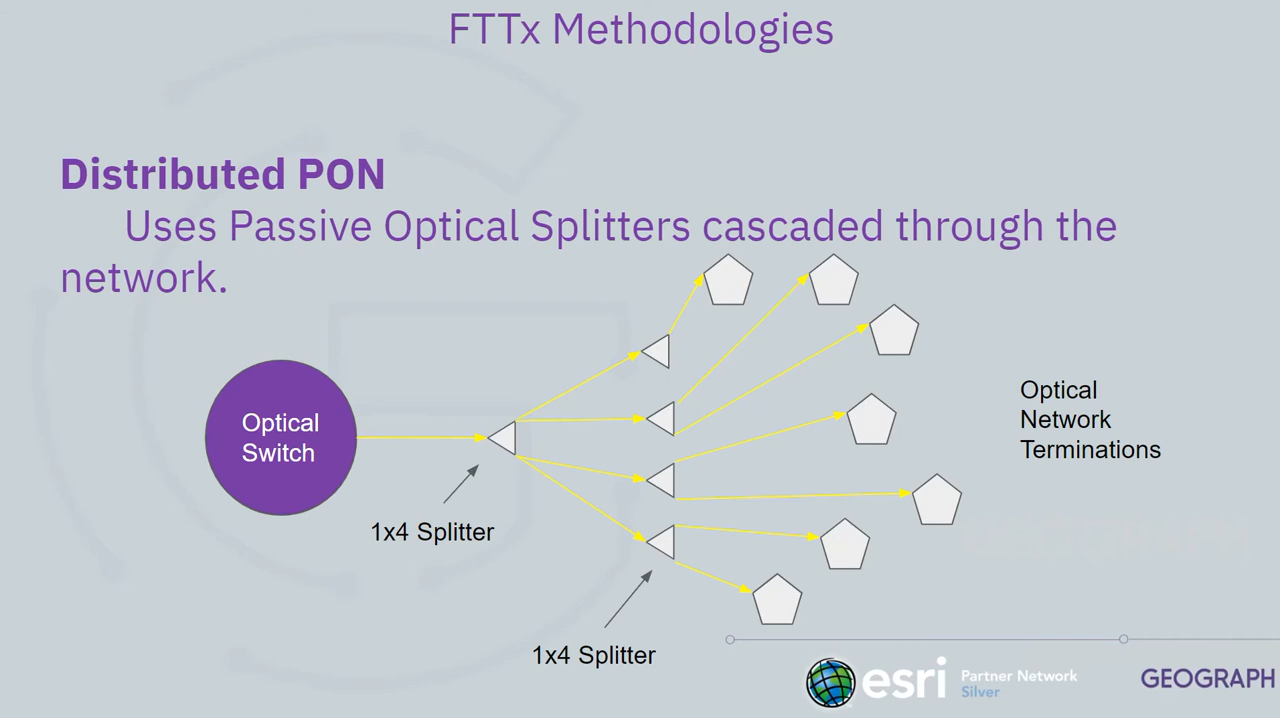 FTTx Methodologies
Distributed PON
Uses Passive Optical Splitters cascaded through the
network.
Optical
Switch
1x4 Splitter
1x4 Splitter
Optical
Network
Terminations
esri Partner Network
Silver
GEOGRAPH